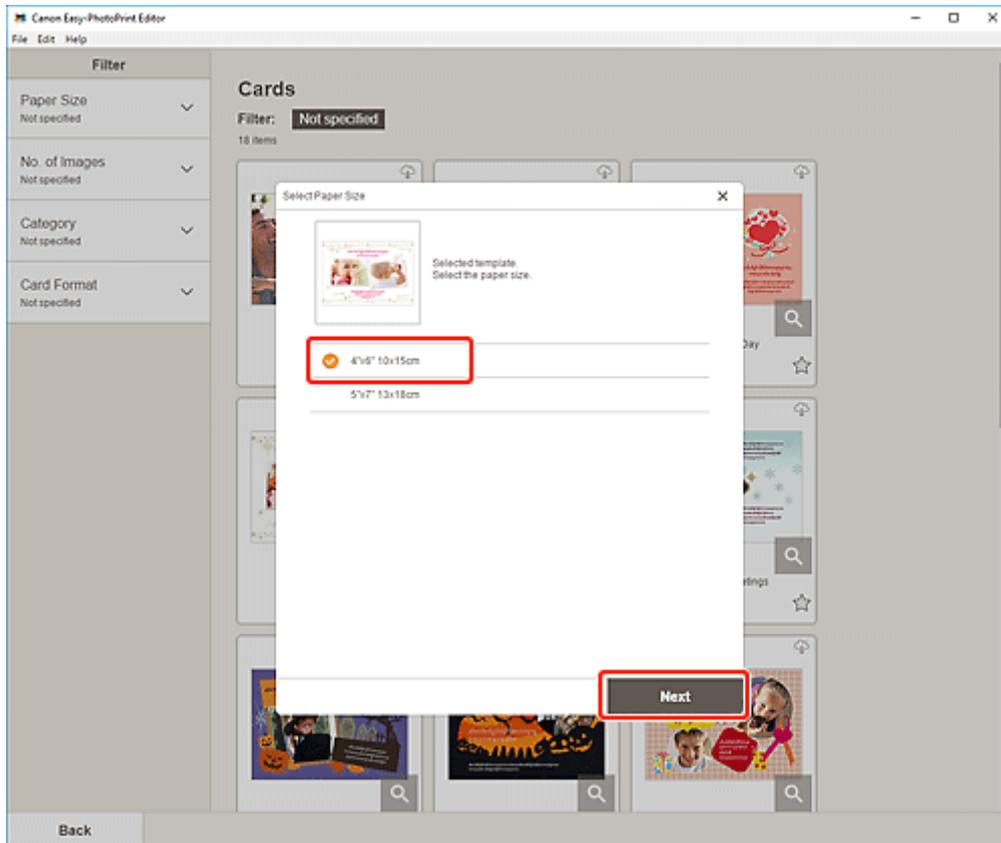 Canon Easy-PhotoPrint Editor
File Edit Help
Filter
Paper Size
Not specified
No. of Images
Not specified
Category
Not specified
Card Format
Not specified
Cards
Filter: Not specified
18 items
Select Paper Size
Selected template.
Select the paper size.
4"x6" 10x15cm
5"x7" 13x18cm
Next
Day
Back